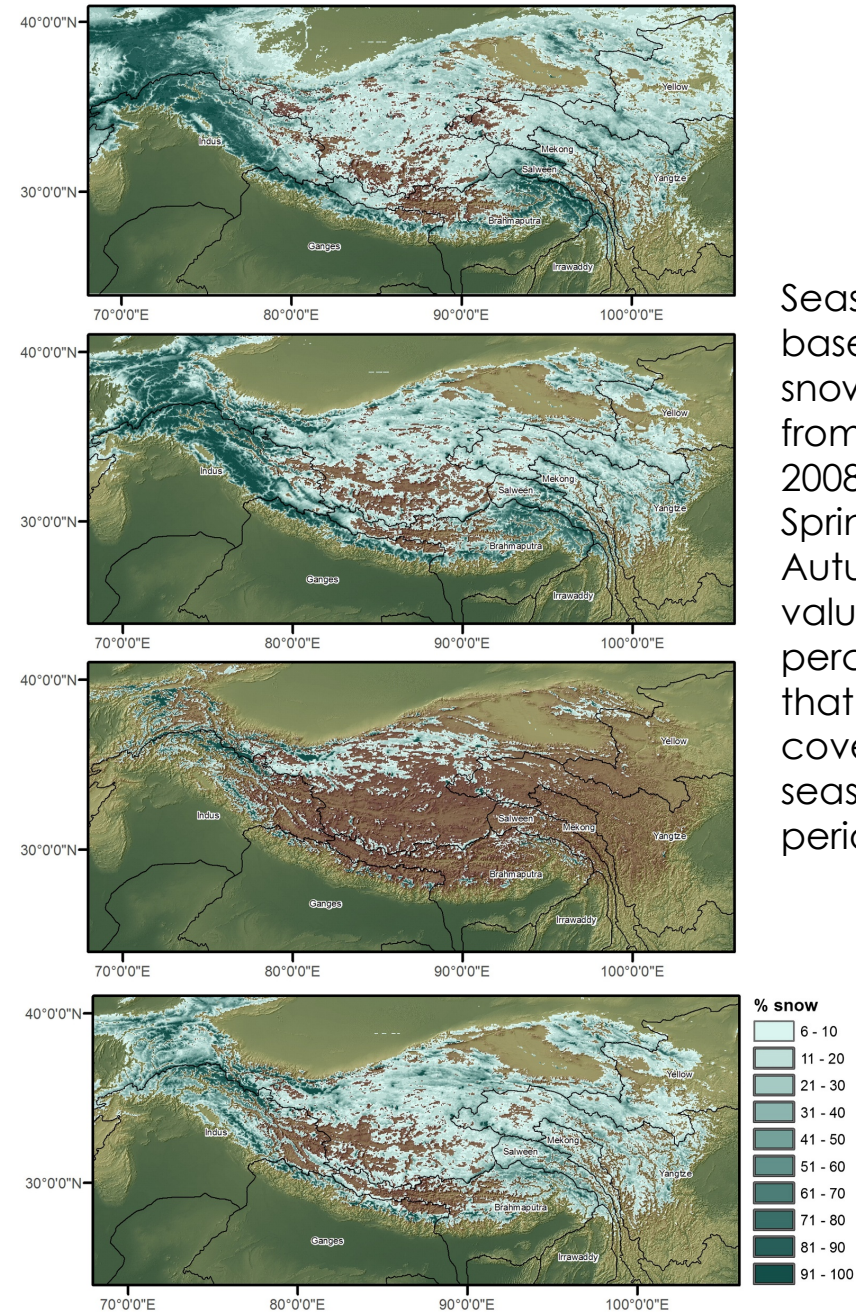 40°0'0"N
Yellow
Indus
Mekong
Salween
Yangtze
30°0'0"N
Brahmaputra
Ganges
Irrawaddy
70°0'0"E 80°0'0"E 90°0'0"E 100°0'0"E
40°0'0"N
Yellow
Indus
Mekong
Salween
Yangtze
30°0'0"N
Brahmaputra
Ganges
Irrawaddy
70°0'0"E 80°0'0"E 90°0'0"E 100°0'0"E
40°0'0"N
Yellow
Indus
Salween
Mekong
Yangtze
30°0'0"N
Brahmaputra
Ganges
Irrawaddy
70°0'0"E 80°0'0"E 90°0'0"E 100°0'0"E
40°0'0"N
Yellow
Indus
Mekong
Salween
Yangtze
30°0'0"N
Brahmaputra
Ganges
Irrawaddy
70°0'0"E 80°0'0"E 90°0'0"E 100°0'0"E
Seas
base
snow
from
2008
Sprin
Autu
valu
perc
that
cove
seas
perio
% snow
6 - 10
11 - 20
21 - 30
31 - 40
41 - 50
51 - 60
61 - 70
71 - 80
81 - 90
91 - 100